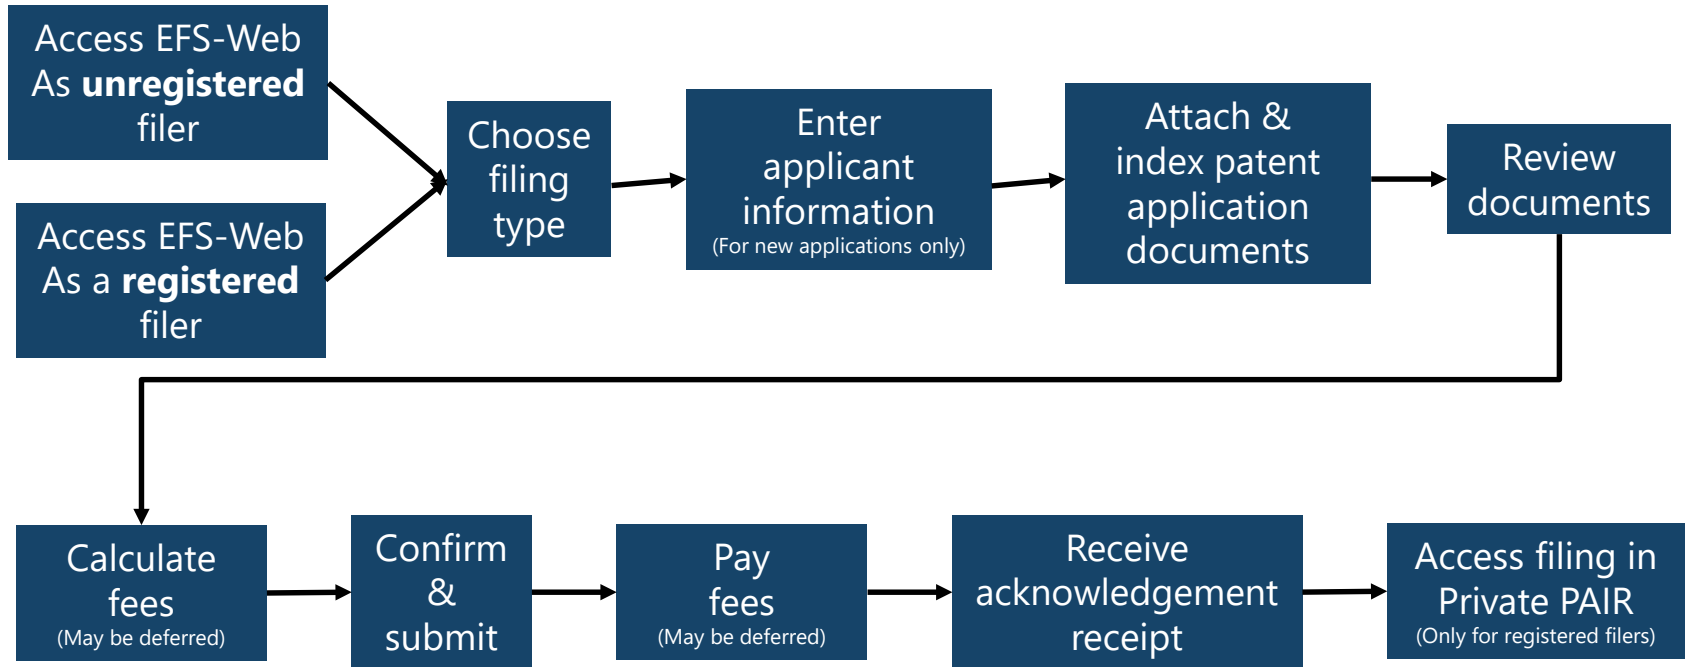 Access EFS-Web
As unregistered
filer
Access EFS-Web
As a registered
filer
Choose
filing
type
Enter
applicant
information
(For new applications only)
Attach &
index patent
application
documents
Review
documents
Calculate
fees
(May be deferred)
Confirm
&
submit
Pay
fees
(May be deferred)
Receive
acknowledgement
receipt
Access filing in
Private PAIR
(Only for registered filers)